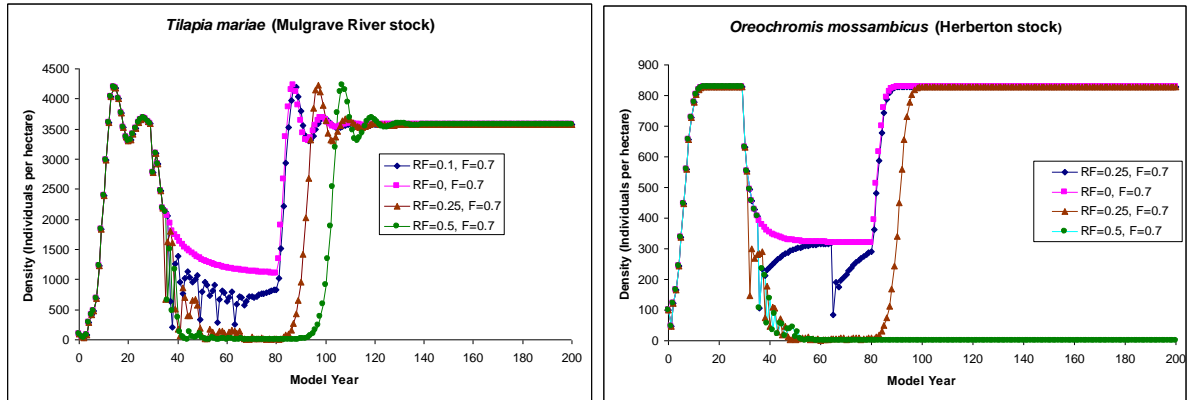 Tilapia mariae (Mulgrave River stock)
Density (Individuals per hectare)
4500
4000
3500
3000
2500
2000
1500
1000
500
0
0 20 40 60 80 100 120 140 160 180 200
Model Year
RF=0.1, F=0.7
RF=0, F=0.7
RF=0.25, F=0.7
RF=0.5, F=0.7
Oreochromis mossambicus (Herberton stock)
Density (Individuals per hectare)
900
800
700
600
500
400
300
200
100
0
0 20 40 60 80 100 120 140 160 180 200
Model Year
RF=0.25, F=0.7
RF=0, F=0.7
RF=0.25, F=0.7
RF=0.5, F=0.7